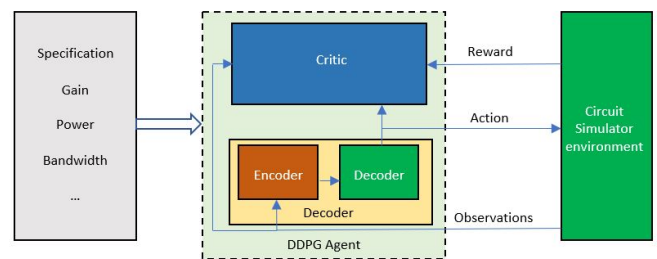 Specification
Gain
Power
Bandwidth
...
Critic
Encoder
Decoder
Decoder
DDPG Agent
Reward
Action
Observations
Circuit
Simulator
environment